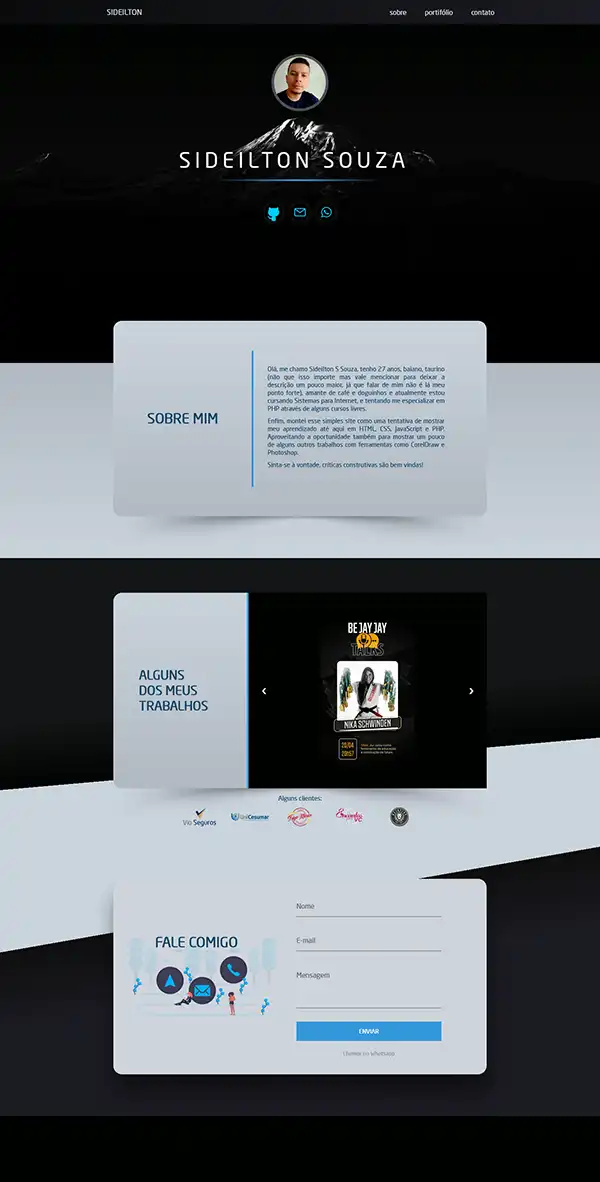 SIDEILTON
sobre portifólio contato
SIDEILTON SOUZA
SOBRE MIM
Olá, me chamo Sideilton S Souza, tenho 27 anos, baiano, taurino
(não que isso importe mas vale mencionar para deixar a
descrição um pouco maior, já que falar de mim não é lá meu
ponto forte), amante de café e doguinhos e atualmente estou
cursando Sistemas para Internet, e tentando me especializar em
PHP através de alguns cursos livres.
Enfim, montei esse simples site como uma tentativa de mostrar
meu aprendizado até aqui em HTML, CSS, JavaScript e PHP.
Aproveitando a oportunidade também para mostrar um pouco
de alguns outros trabalhos com ferramentas como CorelDraw e
Photoshop.
Sinta-se à vontade, críticas construtivas são bem vindas!
ALGUNS
DOS MEUS
TRABALHOS
BE JAY JAY
TALKS
NIKA SCHWINDEN
20/04
20h57
Alguns clientes:
Via Seguros
UniCesumar
FALE COMIGO
Nome
E-mail
Mensagem
ENVIAR
Chamar no WhatsApp